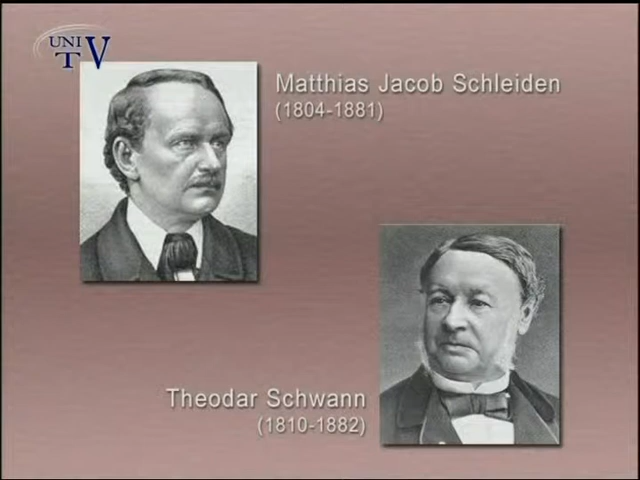 UNI
TV
Matthias Jacob Schleiden
(1804-1881)
Theodar Schwann
(1810-1882)